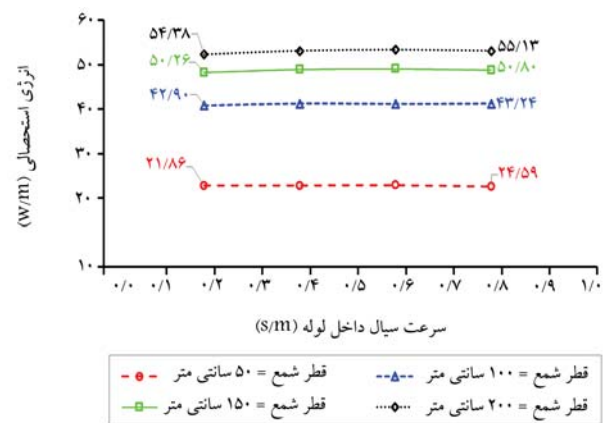 انرژی استحصالی (w/m)
۶۰
۵۰
۴۰
۳۰
۲۰
۱۰
۵۴/۳۸
۵۵/۱۳
۵۰/۲۶
۵۰/۸۰
۴۲/۹۰
۴۳/۲۴
۲۱/۸۶
۲۴/۵۹
۰/۰ ۰/۱ ۰/۲ ۰/۳ ۰/۴ ۰/۵ ۰/۶ ۰/۷ ۰/۸ ۰/۹ ۱/۰
سرعت سیال داخل لوله (s/m)
قطر شمع = ۵۰ سانتی متر
قطر شمع = ۱۰۰ سانتی متر
قطر شمع = ۱۵۰ سانتی متر
قطر شمع = ۲۰۰ سانتی متر